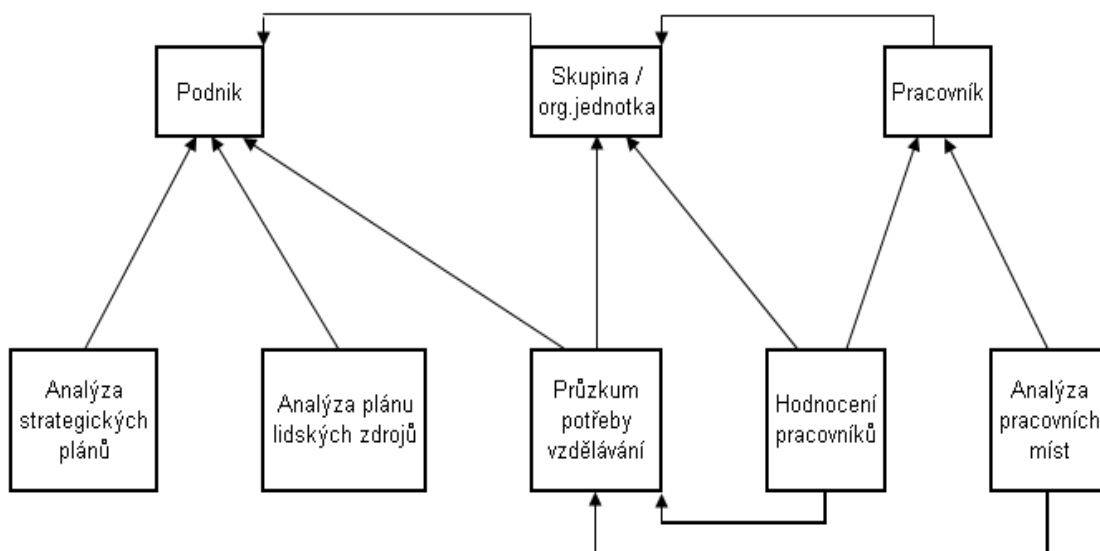 Podnik
Skupina /
org.jednotka
Pracovník
Analýza
strategických
plánů
Analýza plánu
lidských zdrojů
Průzkum
potřeby
vzdělávání
Hodnocení
pracovníků
Analýza
pracovních
míst